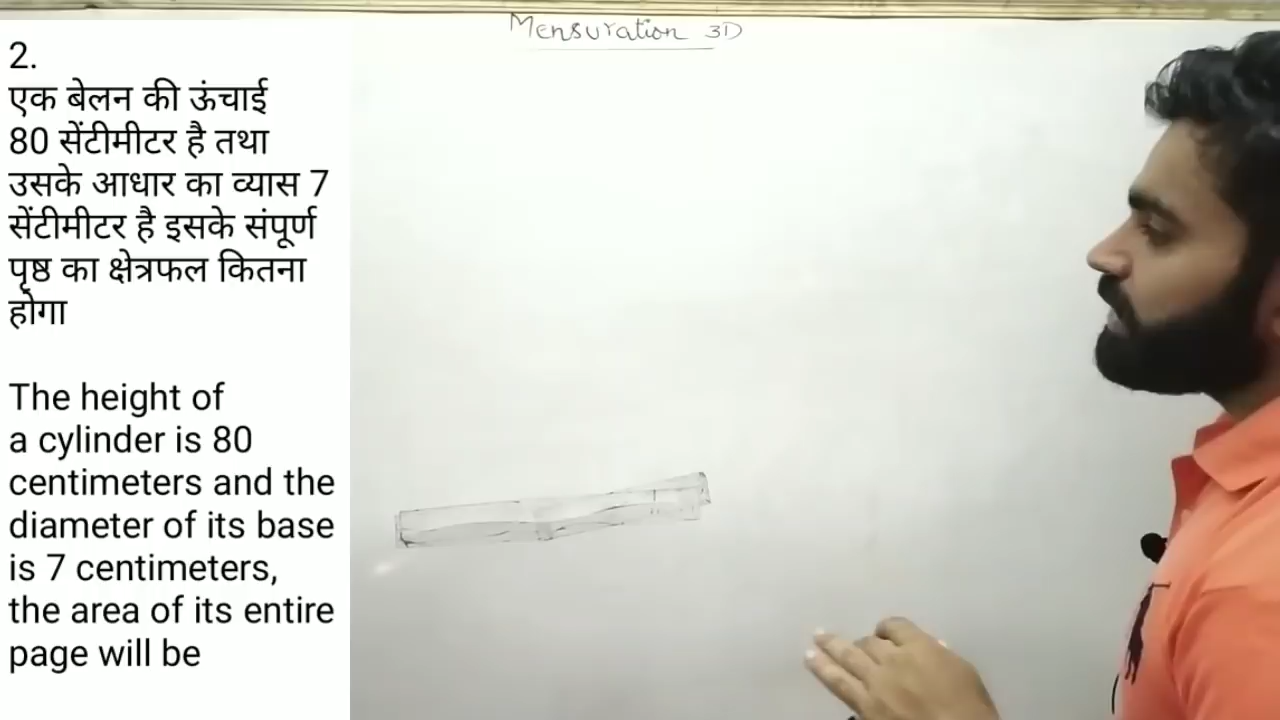 Mensuration 3D
2.
एक बेलन की ऊंचाई
80 सेंटीमीटर है तथा
उसके आधार का व्यास 7
सेंटीमीटर है इसके संपूर्ण
पृष्ठ का क्षेत्रफल कितना
होगा
The height of
a cylinder is 80
centimeters and the
diameter of its base
is 7 centimeters,
the area of its entire
page will be